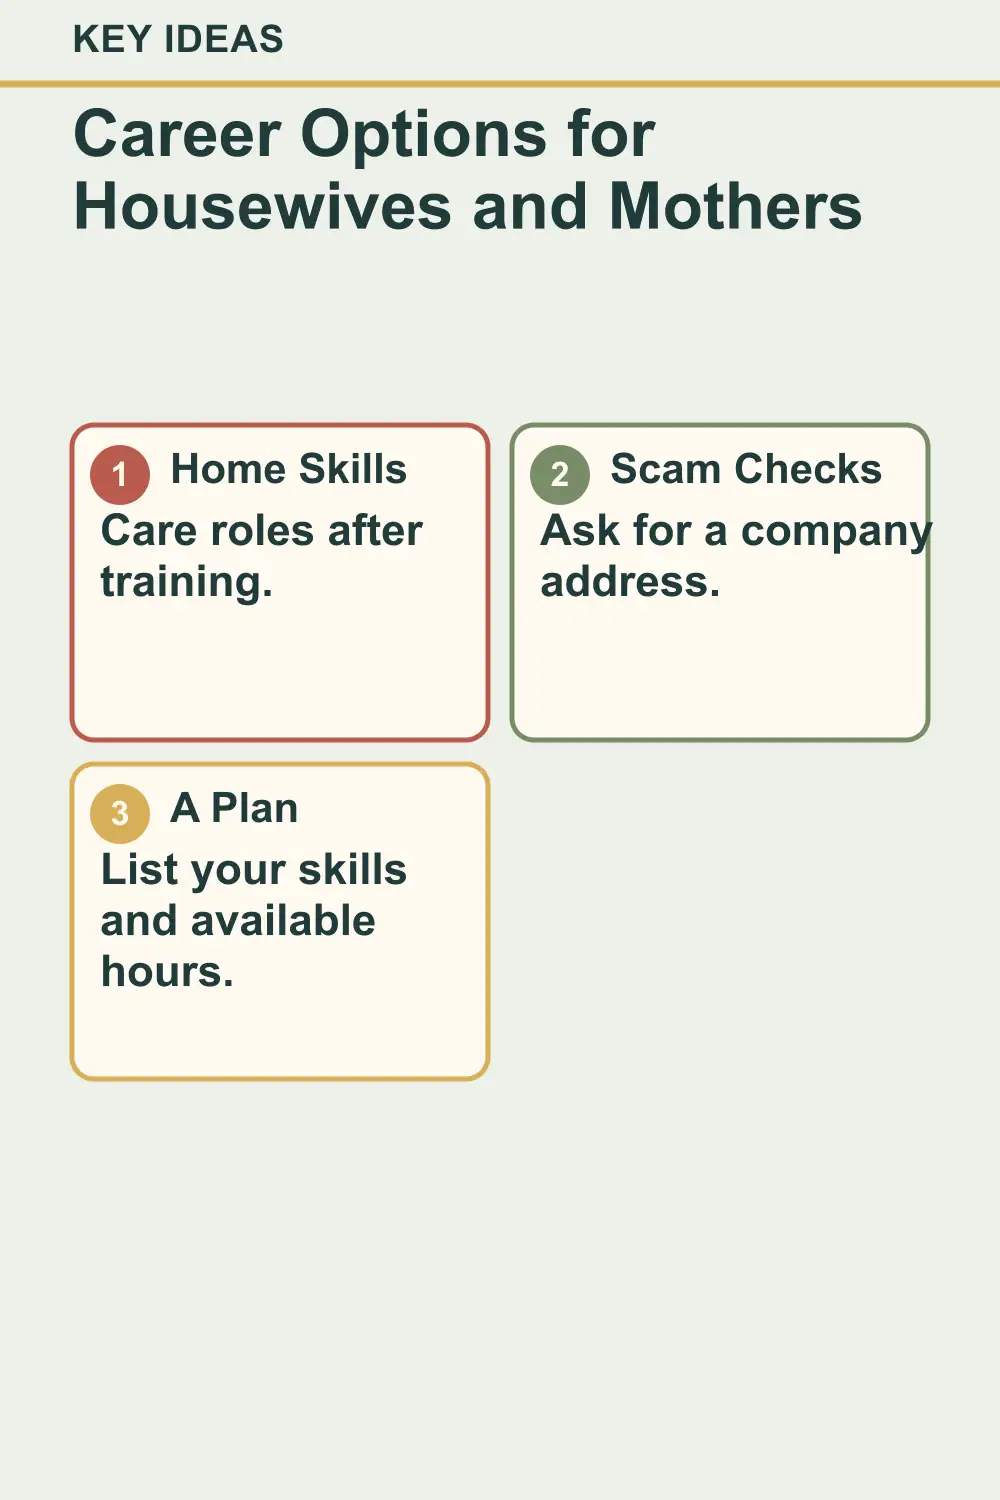 KEY IDEAS
Career Options for
Housewives and Mothers
1 Home Skills
Care roles after
training.
2 Scam Checks
Ask for a company
address.
3 A Plan
List your skills
and available
hours.